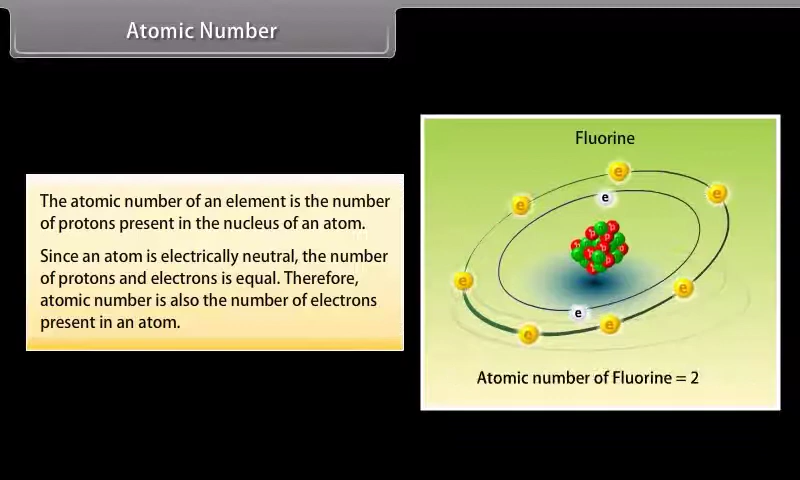 Atomic Number
The atomic number of an element is the number
of protons present in the nucleus of an atom.
Since an atom is electrically neutral, the number
of protons and electrons is equal. Therefore,
atomic number is also the number of electrons
present in an atom.
Fluorine
e
e
e
e
e
e
e
e
e
p
p
p
p
p
Atomic number of Fluorine = 2